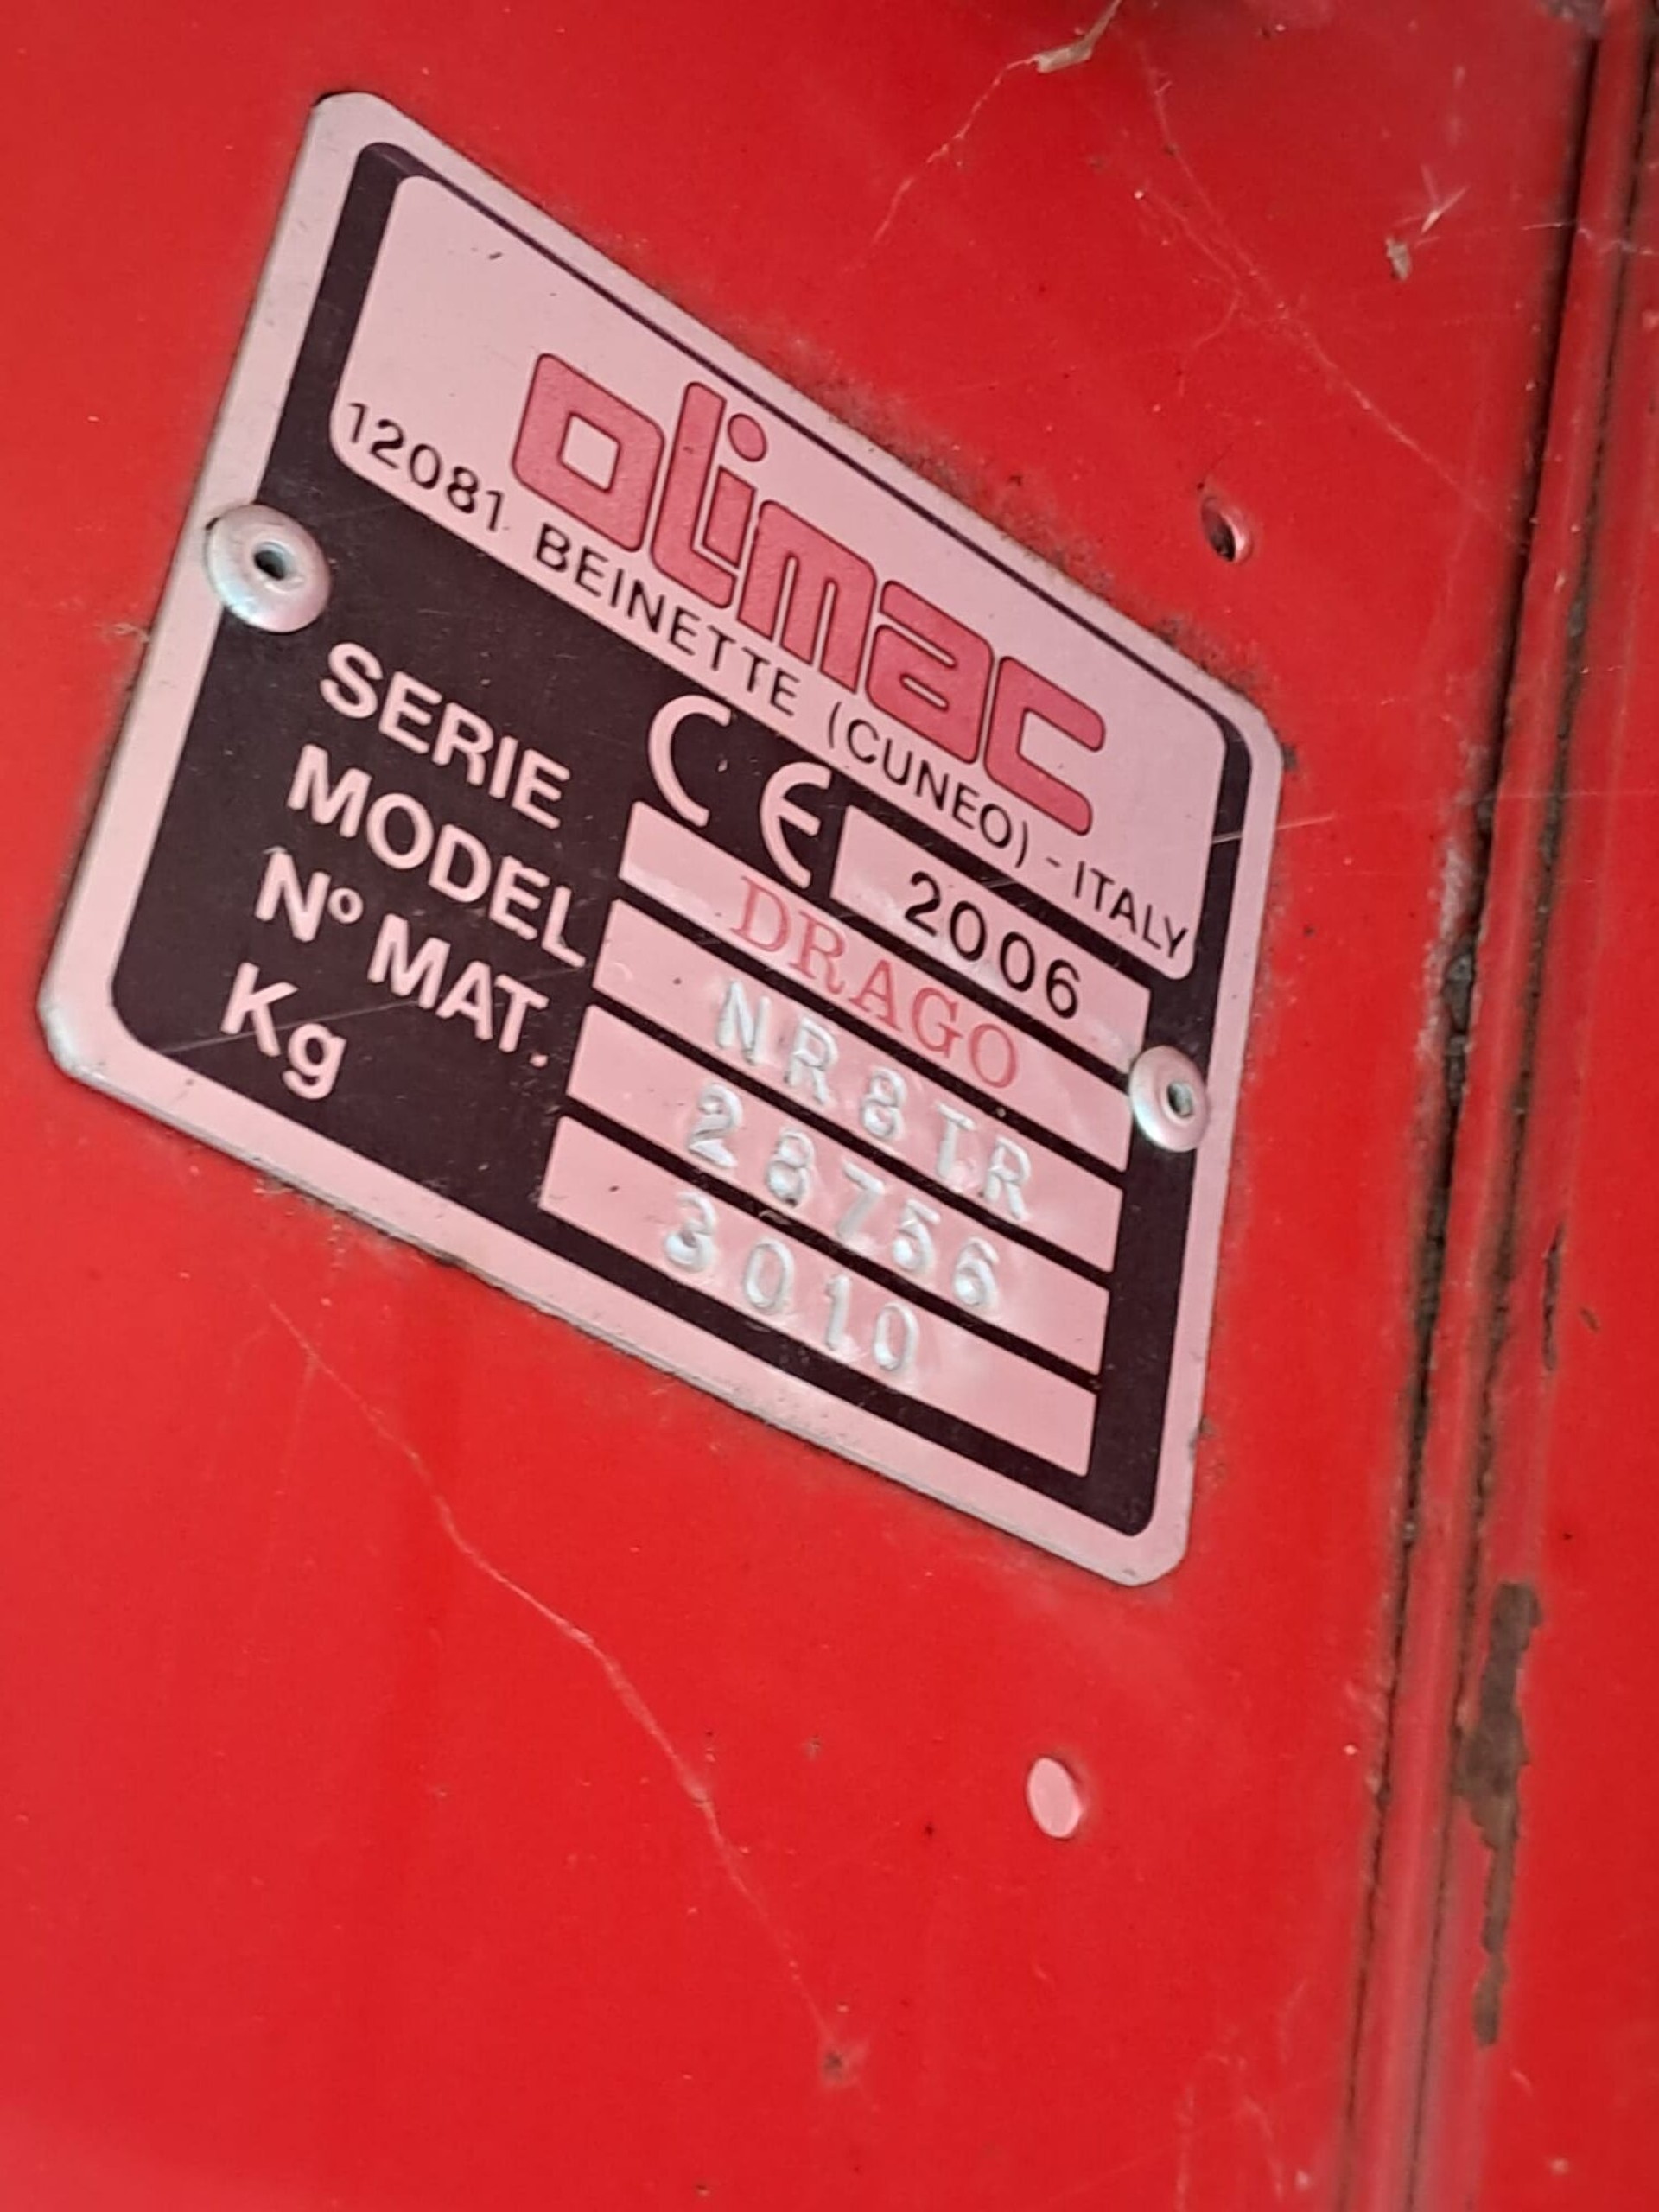 olimac
12081 BEINETTE (CUNEO) - ITALY
CE 2006
SERIE DRAGO
MODEL NR8TR
Nº MAT. 28756
Kg 3010